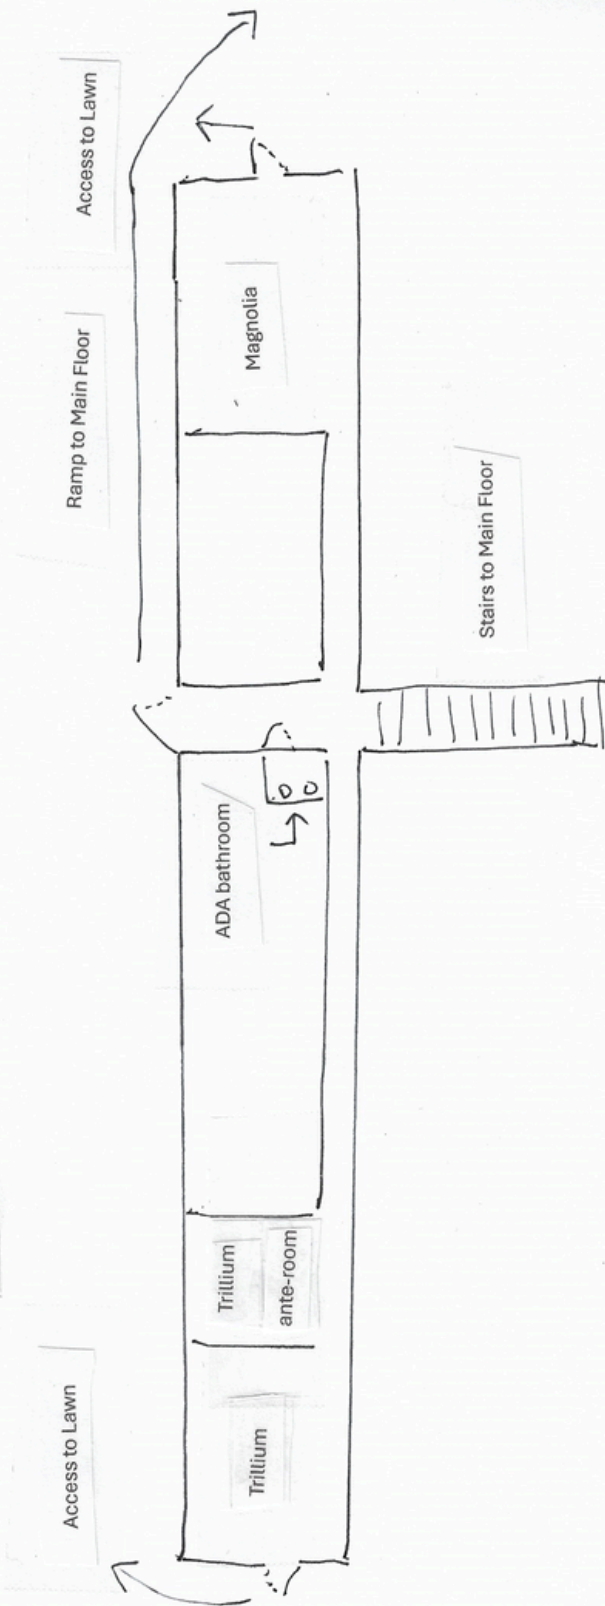 Access to Lawn
Ramp to Main Floor
Access to Lawn
Magnolia
Stairs to Main Floor
ADA bathroom
Trillium
ante-room
Trillium